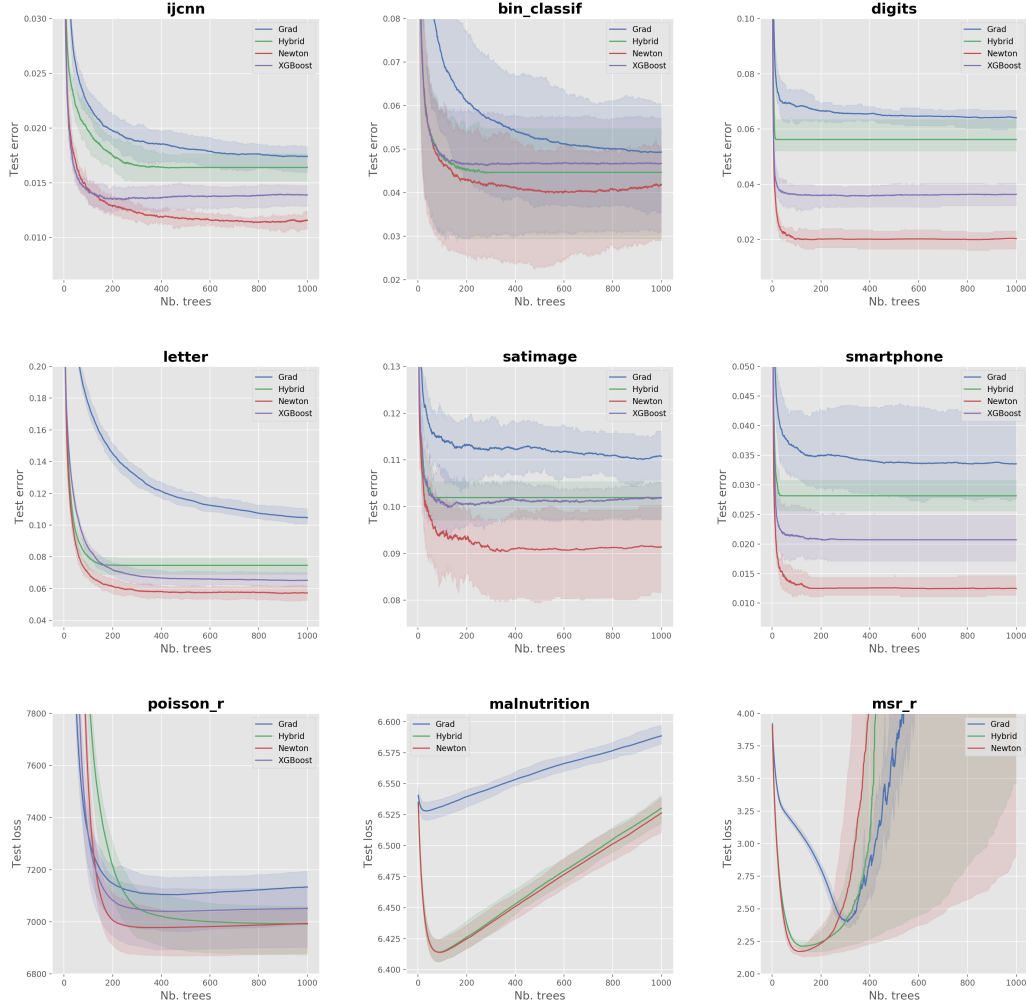 ijcnn
0.030
0.025
0.020
0.015
0.010
Test error
Grad
Hybrid
Newton
XGBoost
0 200 400 600 800 1000
Nb. trees
bin_classif
0.08
0.07
0.06
0.05
0.04
0.03
0.02
Test error
Grad
Hybrid
Newton
XGBoost
0 200 400 600 800 1000
Nb. trees
digits
0.10
0.08
0.06
0.04
0.02
Test error
Grad
Hybrid
Newton
XGBoost
0 200 400 600 800 1000
Nb. trees
letter
0.20
0.18
0.16
0.14
0.12
0.10
0.08
0.06
0.04
Test error
Grad
Hybrid
Newton
XGBoost
0 200 400 600 800 1000
Nb. trees
satimage
0.13
0.12
0.11
0.10
0.09
0.08
Test error
Grad
Hybrid
Newton
XGBoost
0 200 400 600 800 1000
Nb. trees
smartphone
0.050
0.045
0.040
0.035
0.030
0.025
0.020
0.015
0.010
Test error
Grad
Hybrid
Newton
XGBoost
0 200 400 600 800 1000
Nb. trees
poisson_r
7800
7600
7400
7200
7000
6800
Test loss
Grad
Hybrid
Newton
XGBoost
0 200 400 600 800 1000
Nb. trees
malnutrition
6.600
6.575
6.550
6.525
6.500
6.475
6.450
6.425
6.400
Test loss
Grad
Hybrid
Newton
0 200 400 600 800 1000
Nb. trees
msr_r
4.00
3.75
3.50
3.25
3.00
2.75
2.50
2.25
2.00
Test loss
Grad
Hybrid
Newton
0 200 400 600 800 1000
Nb. trees